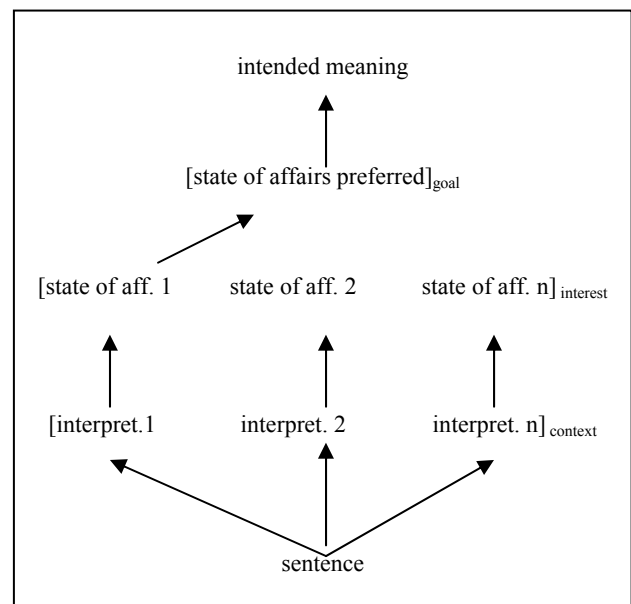 intended meaning
[state of affairs preferred]goal
[state of aff. 1 state of aff. 2 state of aff. n] interest
[interpret.1 interpret. 2 interpret. n] context
sentence